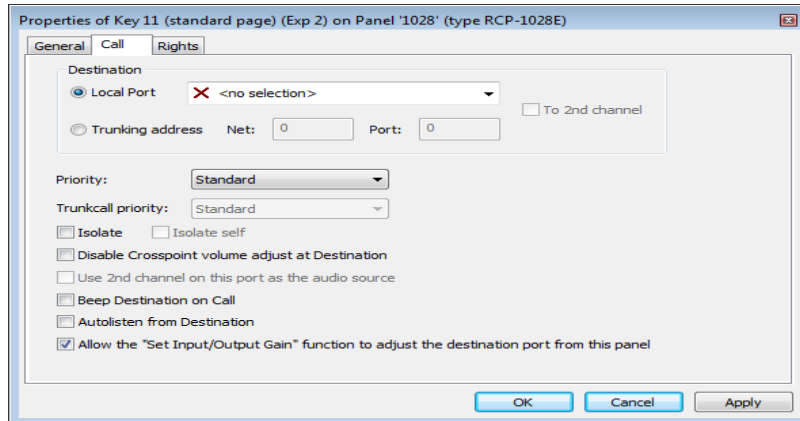 Properties of Key 11 (standard page) (Exp 2) on Panel '1028' (type RCP-1028E)
General Call Rights
Destination
Local Port <no selection>
To 2nd channel
Trunking address Net: 0 Port: 0
Priority: Standard
Trunkcall priority: Standard
Isolate Isolate self
Disable Crosspoint volume adjust at Destination
Use 2nd channel on this port as the audio source
Beep Destination on Call
Autolisten from Destination
Allow the "Set Input/Output Gain" function to adjust the destination port from this panel
OK Cancel Apply